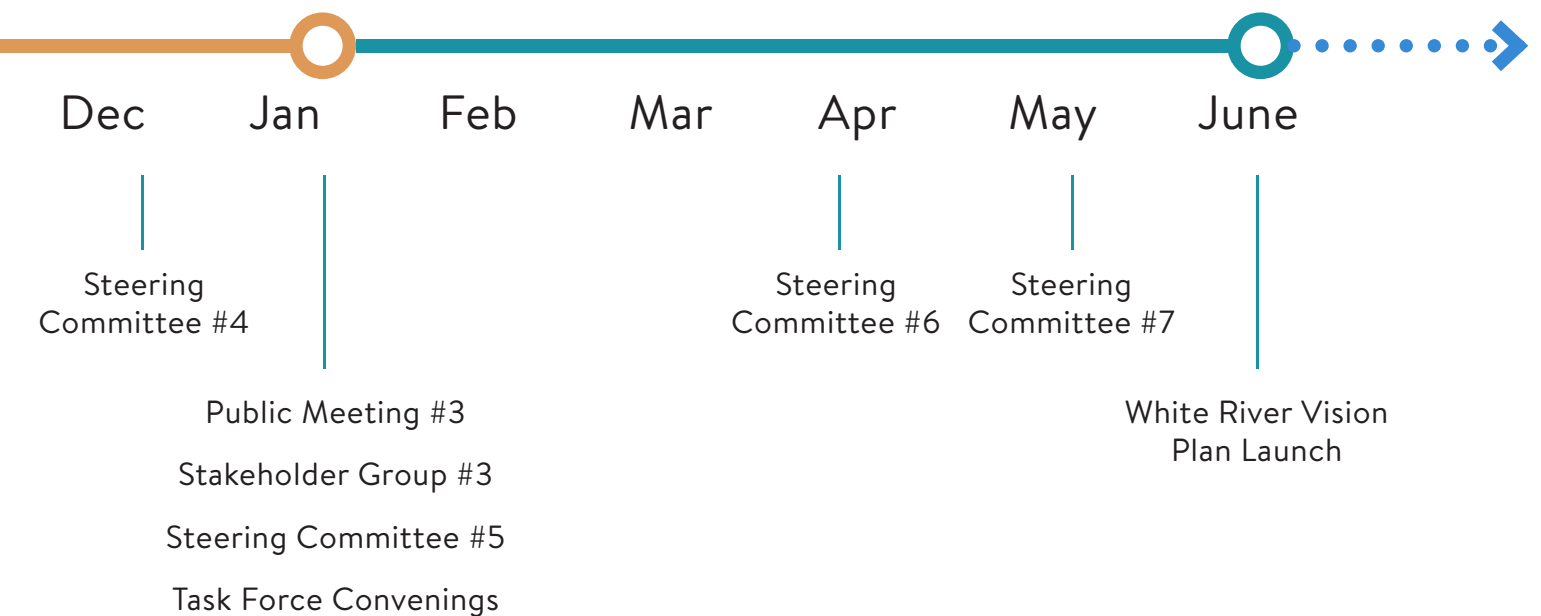 Dec Jan Feb Mar Apr May June
Steering
Committee #4
Public Meeting #3
Stakeholder Group #3
Steering Committee #5
Task Force Convenings
Steering
Committee #6
Steering
Committee #7
White River Vision
Plan Launch